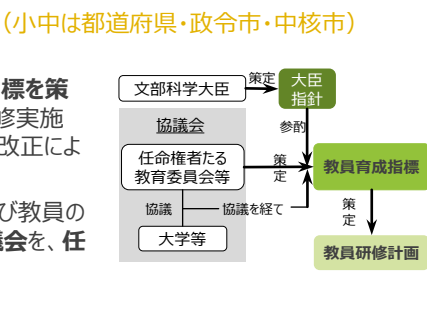 （小中は都道府県・政令市・中核市）
標を策
修実施
改正によ
び教員の
議会を、任
文部科学大臣
策定
大臣
指針
協議会
参酌
任命権者たる
教育委員会等
策
定
教員育成指標
協議
協議を経て
大学等
策
定
教員研修計画